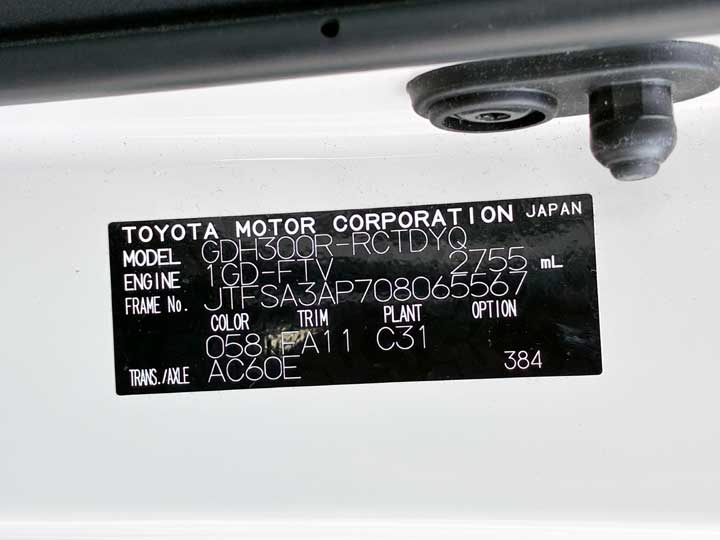 TOYOTA MOTOR CORPORATION JAPAN
MODEL GDH300R-RCTDYQ
ENGINE 1GD-FTV 2755 mL
FRAME No. JTFSA3AP708065567
COLOR TRIM PLANT OPTION
058 FA11 C31
TRANS./AXLE AC60E 384